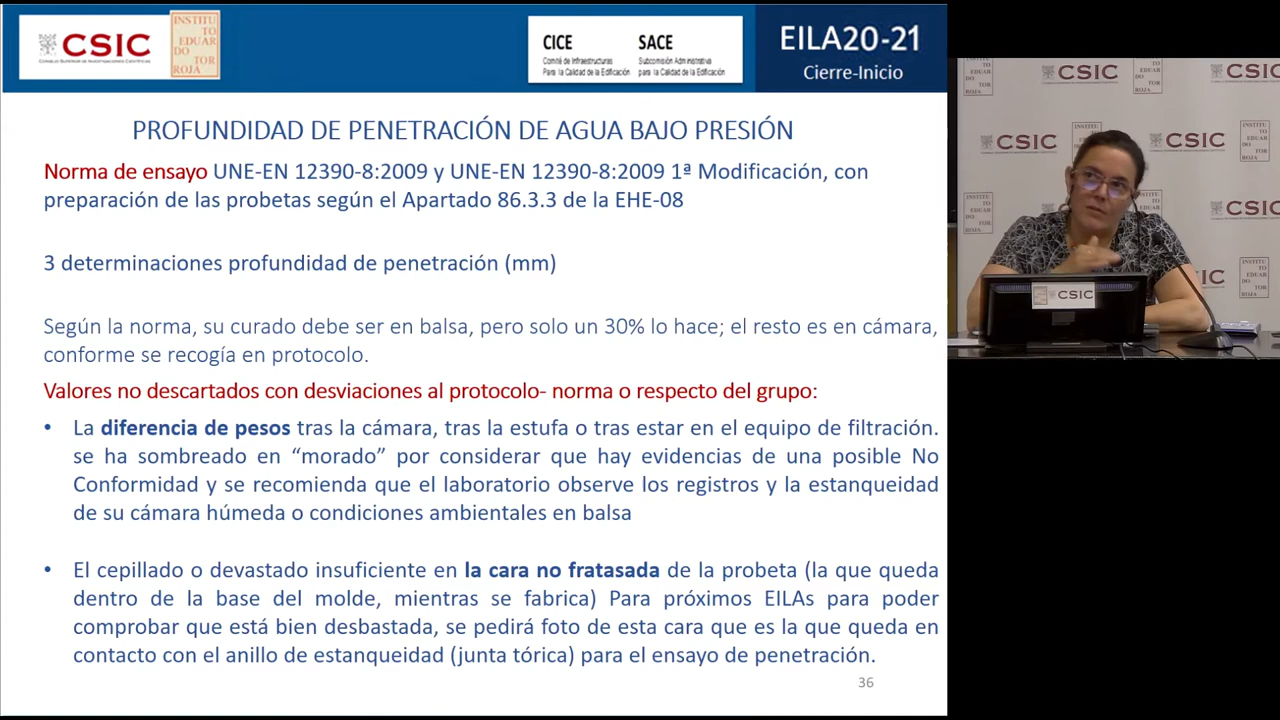 CSIC
CONSEJO SUPERIOR DE INVESTIGACIONES CIENTÍFICAS
INSTITU
TO
EDUAR
DO
TOR
ROJA
CICE
Comité de Infraestructuras
Para la Calidad de la Edificación
SACE
Subcomisión Administrativa
para la Calidad de la Edificación
EILA20-21
Cierre-Inicio
PROFUNDIDAD DE PENETRACIÓN DE AGUA BAJO PRESIÓN
Norma de ensayo UNE-EN 12390-8:2009 y UNE-EN 12390-8:2009 1ª Modificación, con
preparación de las probetas según el Apartado 86.3.3 de la EHE-08
3 determinaciones profundidad de penetración (mm)
Según la norma, su curado debe ser en balsa, pero solo un 30% lo hace; el resto es en cámara,
conforme se recogía en protocolo.
Valores no descartados con desviaciones al protocolo- norma o respecto del grupo:
• La diferencia de pesos tras la cámara, tras la estufa o tras estar en el equipo de filtración.
se ha sombreado en “morado” por considerar que hay evidencias de una posible No
Conformidad y se recomienda que el laboratorio observe los registros y la estanqueidad
de su cámara húmeda o condiciones ambientales en balsa
• El cepillado o devastado insuficiente en la cara no fratasada de la probeta (la que queda
dentro de la base del molde, mientras se fabrica) Para próximos EILAs para poder
comprobar que está bien desbastada, se pedirá foto de esta cara que es la que queda en
contacto con el anillo de estanqueidad (junta tórica) para el ensayo de penetración.
36
CSIC
CSIC
CSIC
CSIC
CSIC
CSIC